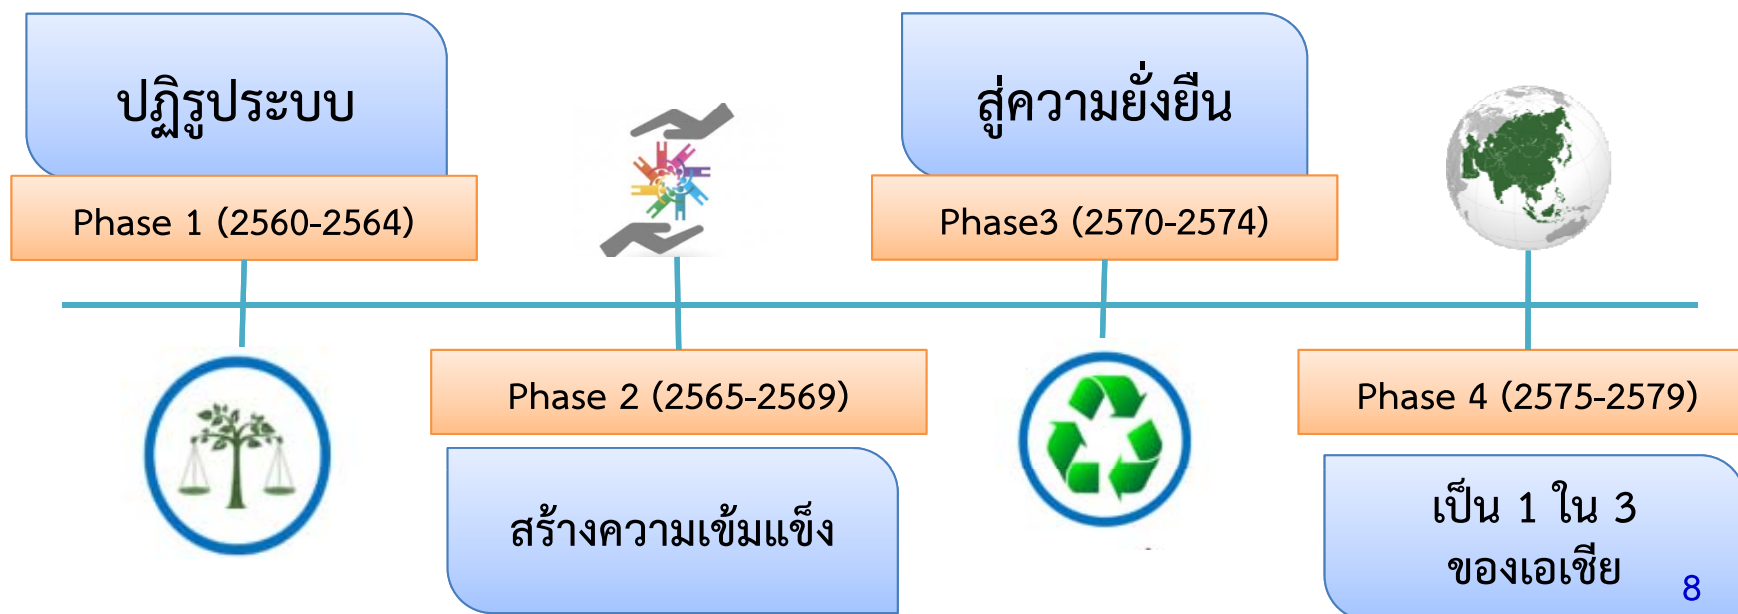 ปฏิรูประบบ
Phase 1 (2560-2564)
Phase 2 (2565-2569)
สร้างความเข้มแข็ง
สู่ความยั่งยืน
Phase3 (2570-2574)
Phase 4 (2575-2579)
เป็น 1 ใน 3
ของเอเชีย
8